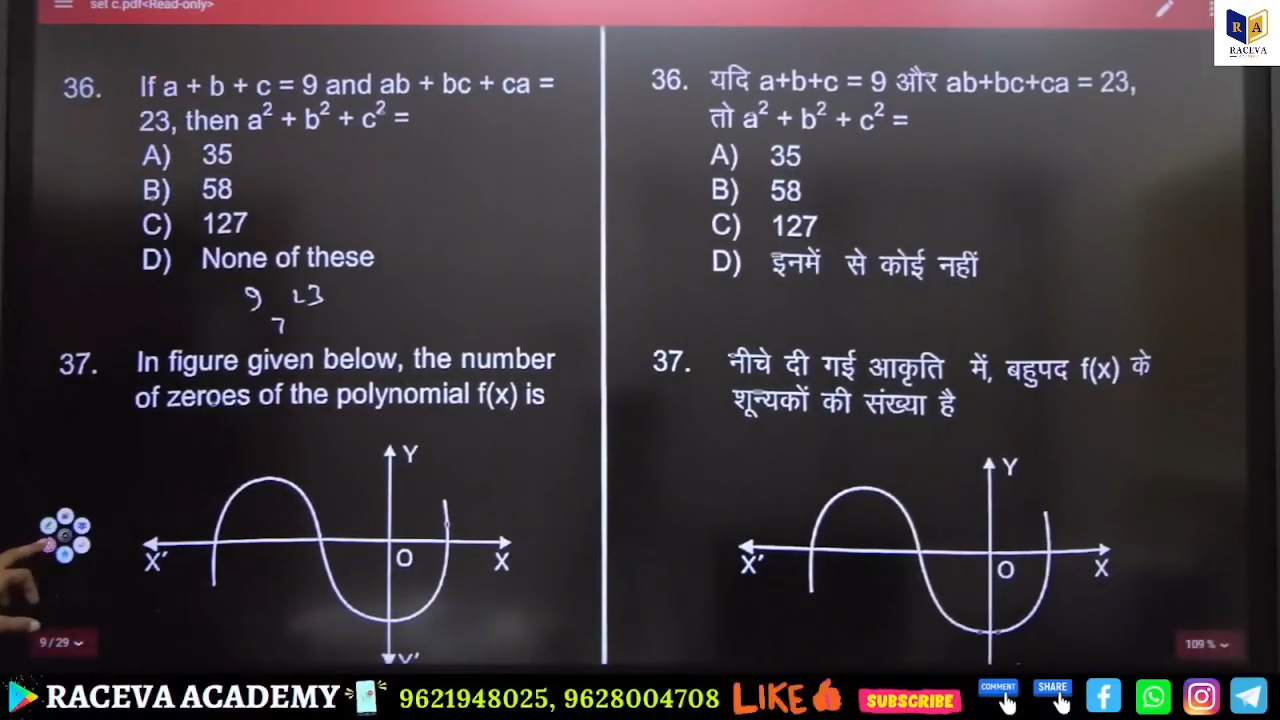 set c.pdf<Read-only>
R A
RACEVA
36. If a + b + c = 9 and ab + bc + ca =
23, then a² + b² + c² =
A) 35
B) 58
C) 127
D) None of these
9 23
7
37. In figure given below, the number
of zeroes of the polynomial f(x) is
Y
X' O X
Y'
36. यदि a+b+c = 9 और ab+bc+ca = 23,
तो a² + b² + c² =
A) 35
B) 58
C) 127
D) इनमें से कोई नहीं
37. नीचे दी गई आकृति में, बहुपद f(x) के
शून्यकों की संख्या है
Y
X' O X
9 / 29
109 %
RACEVA ACADEMY 9621948025, 9628004708 LIKE SUBSCRIBE COMMENT SHARE